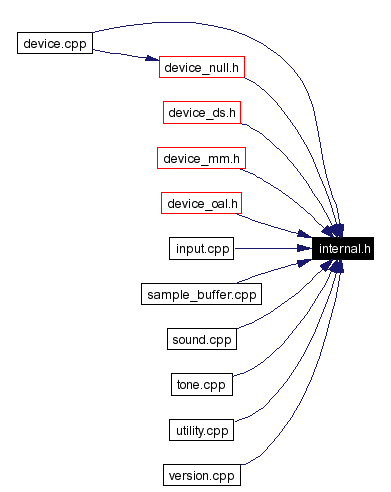 device.cpp
device_null.h
device_ds.h
device_mm.h
device_oal.h
input.cpp
internal.h
sample_buffer.cpp
sound.cpp
tone.cpp
utility.cpp
version.cpp